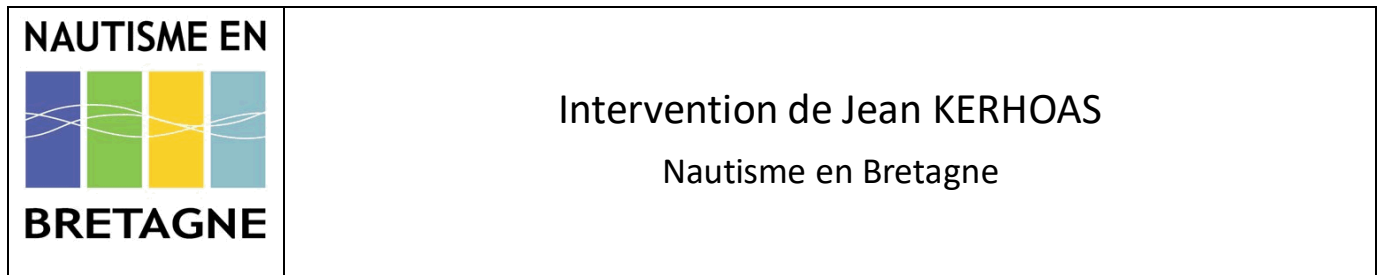 NAUTISME EN
BRETAGNE
Intervention de Jean KERHOAS
Nautisme en Bretagne